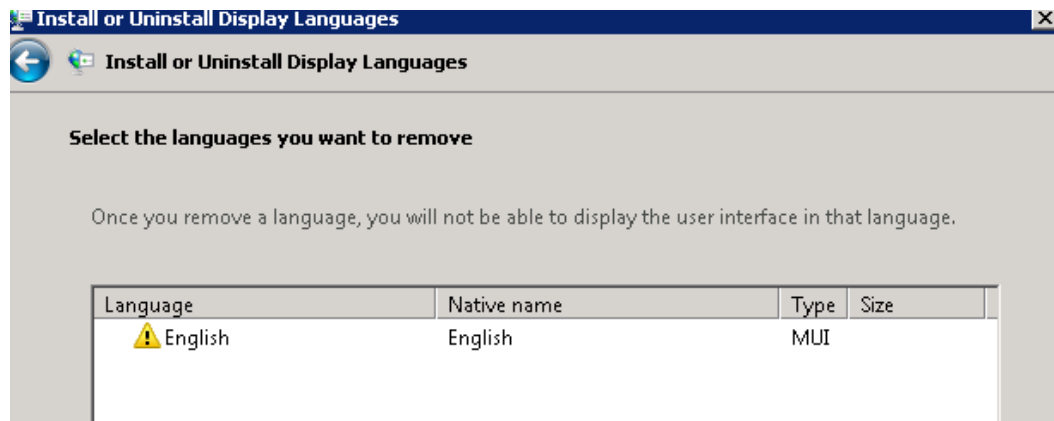 Install or Uninstall Display Languages
Install or Uninstall Display Languages
Select the languages you want to remove
Once you remove a language, you will not be able to display the user interface in that language.
Language Native name Type Size
English English MUI